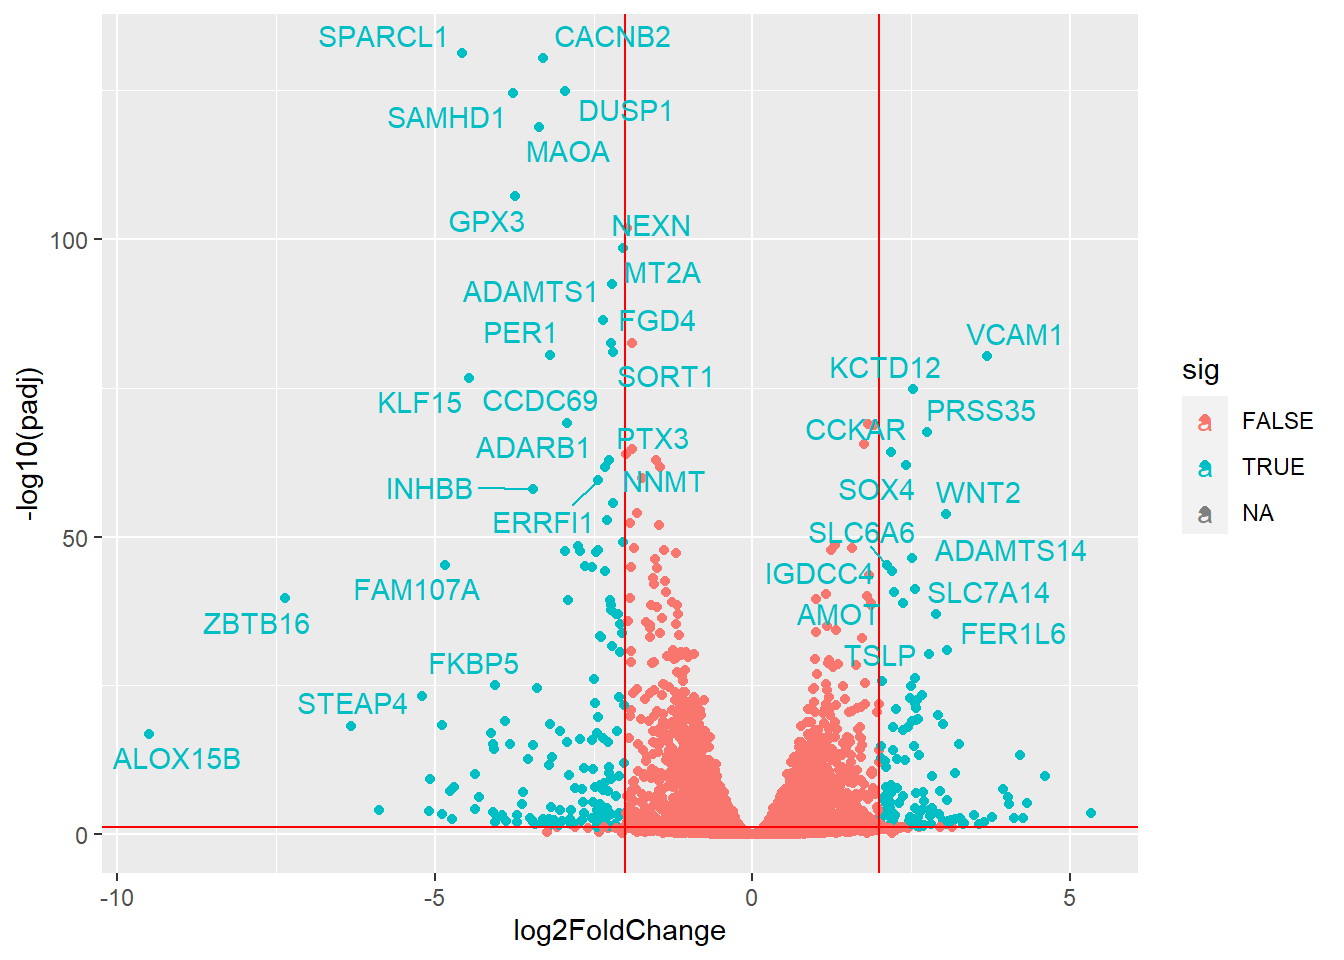 SPARCL1
CACNB2
SAMHD1
DUSP1
MAOA
GPX3
NEXN
MT2A
ADAMTS1
FGD4
PER1
VCAM1
KCTD12
SORT1
KLF15
CCDC69
PRSS35
CCKAR
ADARB1
PTX3
INHBB
NNMT
SOX4
WNT2
ERRFI1
SLC6A6
ADAMTS14
IGDCC4
FAM107A
SLC7A14
AMOT
ZBTB16
FER1L6
TSLP
FKBP5
STEAP4
ALOX15B
100
50
0
-10
-5
0
5
log2FoldChange
-log10(padj)
sig
a FALSE
a TRUE
a NA